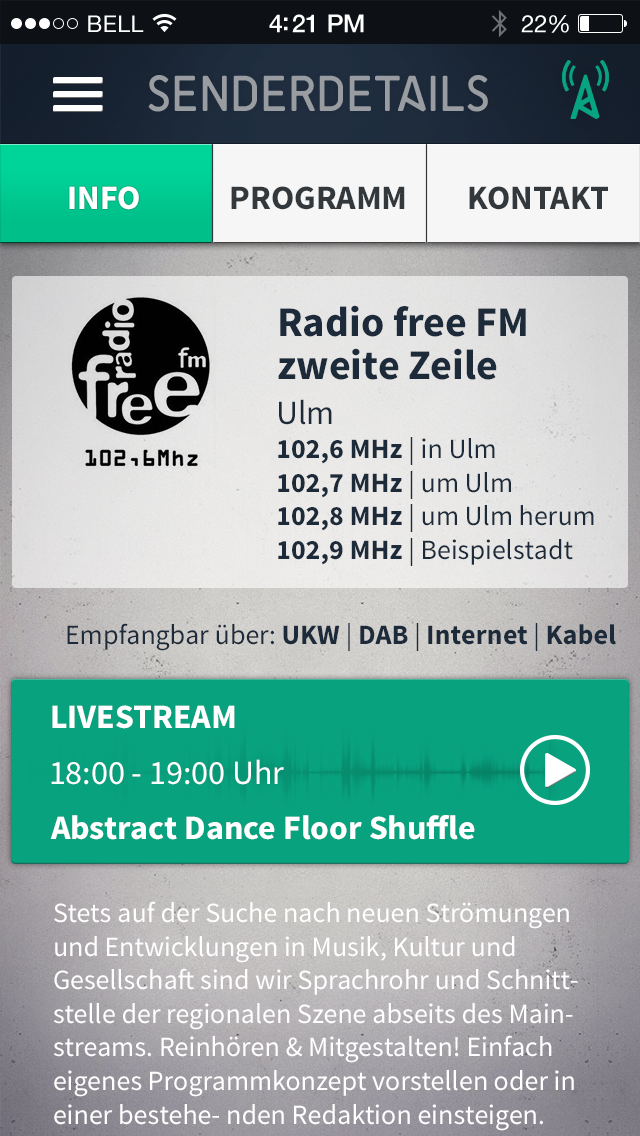 BELL 4:21 PM 22%
SENDERDETAILS
INFO PROGRAMM KONTAKT
radio
free fm
102,6Mhz
Radio free FM
zweite Zeile
Ulm
102,6 MHz | in Ulm
102,7 MHz | um Ulm
102,8 MHz | um Ulm herum
102,9 MHz | Beispielstadt
Empfangbar über: UKW | DAB | Internet | Kabel
LIVESTREAM
18:00 - 19:00 Uhr
Abstract Dance Floor Shuffle
Stets auf der Suche nach neuen Strömungen
und Entwicklungen in Musik, Kultur und
Gesellschaft sind wir Sprachrohr und Schnitt-
stelle der regionalen Szene abseits des Main-
streams. Reinhören & Mitgestalten! Einfach
eigenes Programmkonzept vorstellen oder in
einer bestehe- nden Redaktion einsteigen.